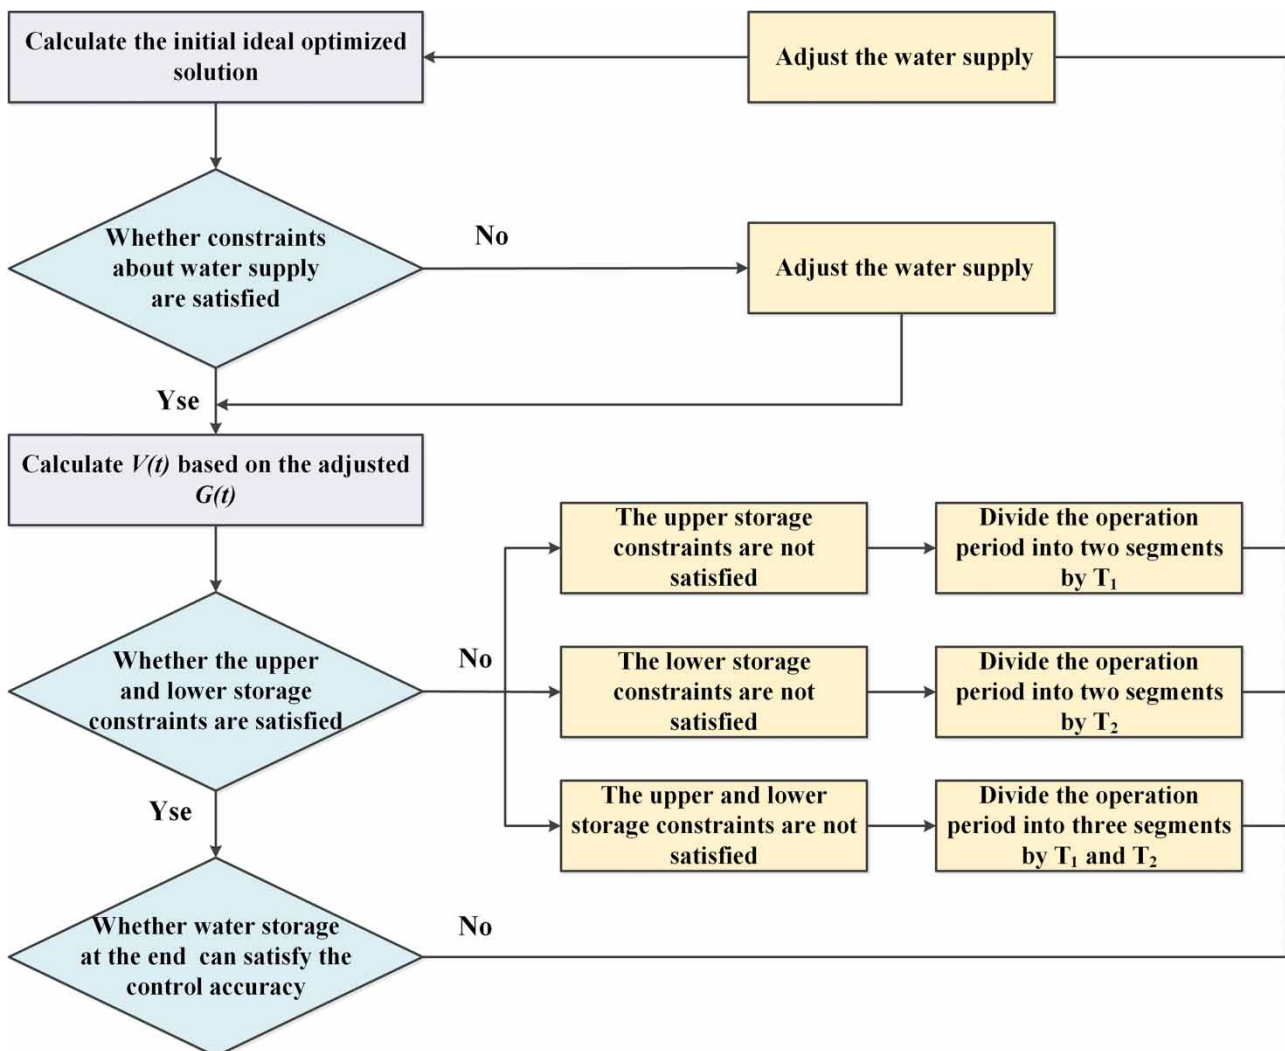 Calculate the initial ideal optimized
solution
Adjust the water supply
Whether constraints
about water supply
are satisfied
No
Adjust the water supply
Yse
Calculate V(t) based on the adjusted
G(t)
The upper storage
constraints are not
satisfied
Divide the operation
period into two segments
by T₁
Whether the upper
and lower storage
constraints are satisfied
No
The lower storage
constraints are not
satisfied
Divide the operation
period into two segments
by T₂
The upper and lower
storage constraints are not
satisfied
Divide the operation
period into three segments
by T₁ and T₂
Yse
Whether water storage
at the end can satisfy the
control accuracy
No